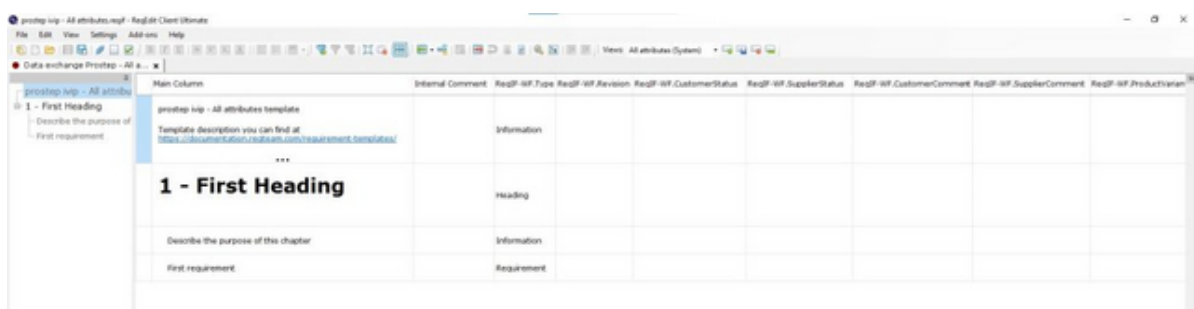 prostep ivip - All attributes.reqif - ReqEdit Client Ultimate
File Edit View Settings Add-ons Help
Views: All attributes (System)
Data exchange Prostep - All a...
prostep ivip - All attribu
1 - First Heading
Describe the purpose of
First requirement
Main Column Internal Comment ReqIF-WF.Type ReqIF-WF.Revision ReqIF-WF.CustomerStatus ReqIF-WF.SupplierStatus ReqIF-WF.CustomerComment ReqIF-WF.SupplierComment ReqIF-WF.ProductVarian
prostep ivip - All attributes template
Template description you can find at
https://documentation.reqteam.com/requirement-templates/
Information
...
1 - First Heading
Heading
Describe the purpose of this chapter Information
First requirement Requirement